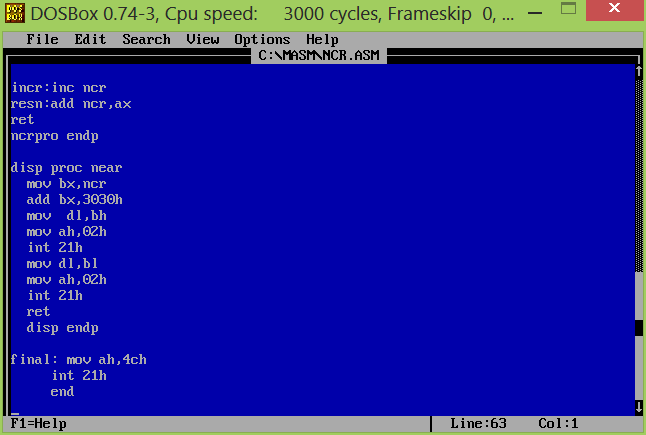 DOSBox 0.74-3, Cpu speed: 3000 cycles, Frameskip 0, ...
File Edit Search View Options Help
C:\MASM\NCR.ASM
incr:inc ncr
resn:add ncr,ax
ret
ncrpro endp
disp proc near
mov bx,ncr
add bx,3030h
mov  dl,bh
mov ah,02h
int 21h
mov dl,bl
mov ah,02h
int 21h
ret
disp endp
final: mov ah,4ch
int 21h
end
F1=Help Line:63 Col:1